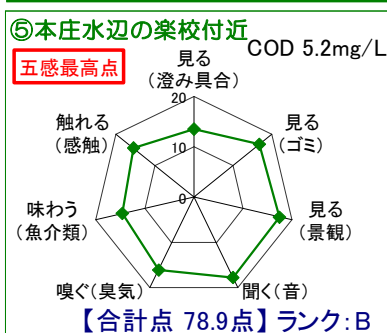 ⑤本庄水辺の楽校付近
COD 5.2mg/L
五感最高点
見る
(澄み具合)
20
10
0
見る
(ゴミ)
見る
(景観)
聞く(音)
嗅ぐ(臭気)
味わう
(魚介類)
触れる
(感触)
【合計点 78.9点】ランク:B